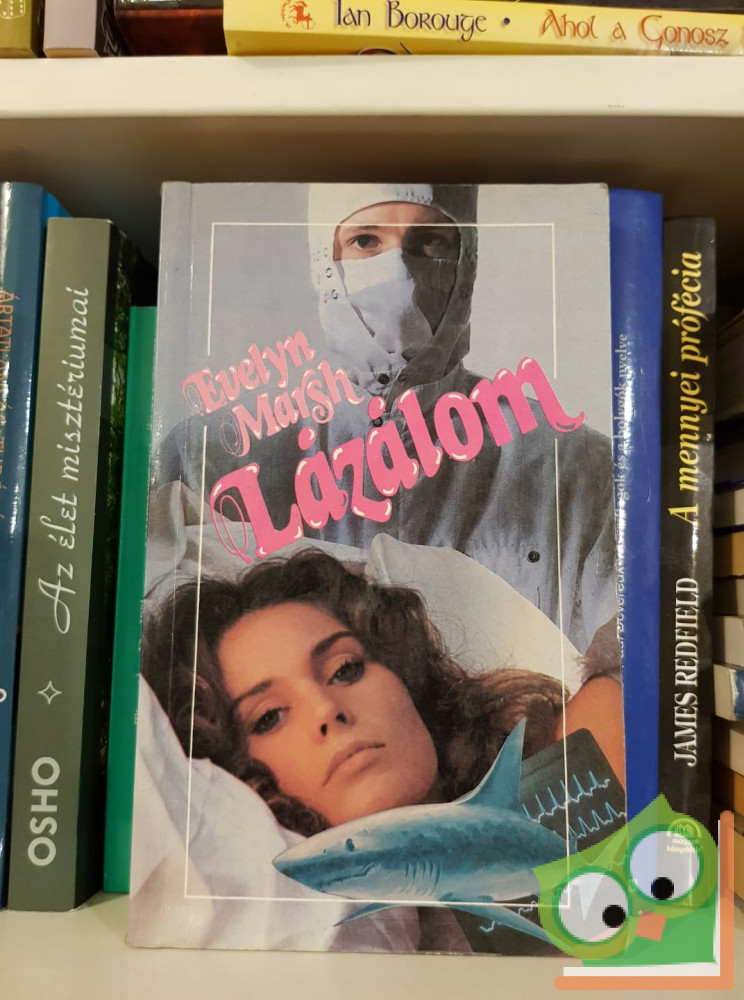 Ian Borouge • Ahol a Gonosz
Az élet misztériumai
OSHO
Evelyn
Marsh
Lázálom
JAMES REDFIELD A mennyei prófécia